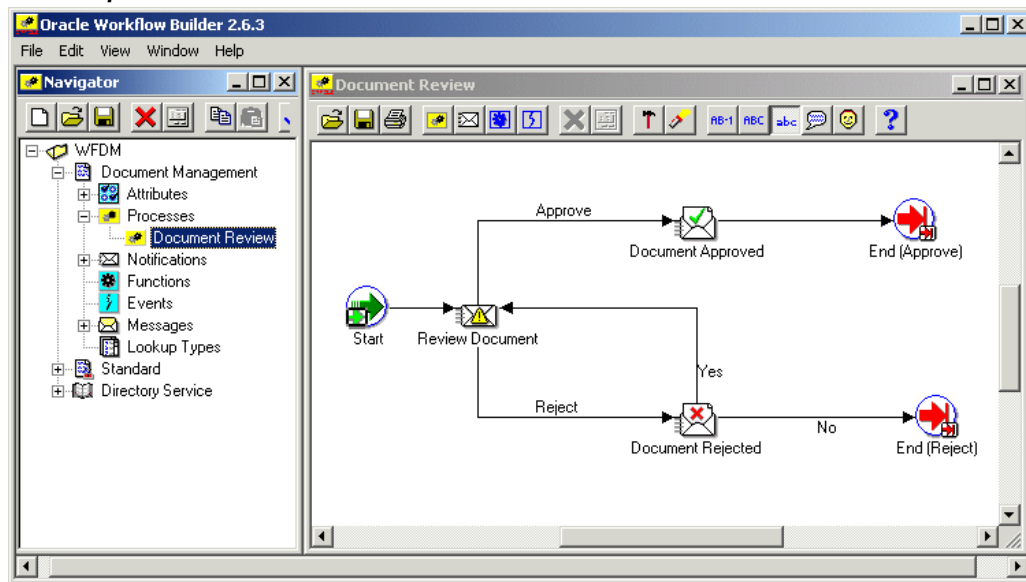 Oracle Workflow Builder 2.6.3
File Edit View Window Help
Navigator
WFDM
Document Management
Attributes
Processes
Document Review
Notifications
Functions
Events
Messages
Lookup Types
Standard
Directory Service
Document Review
AB-1 ABC abc ?
Approve
Document Approved
End (Approve)
Start
Review Document
Yes
Reject
Document Rejected
No
End (Reject)